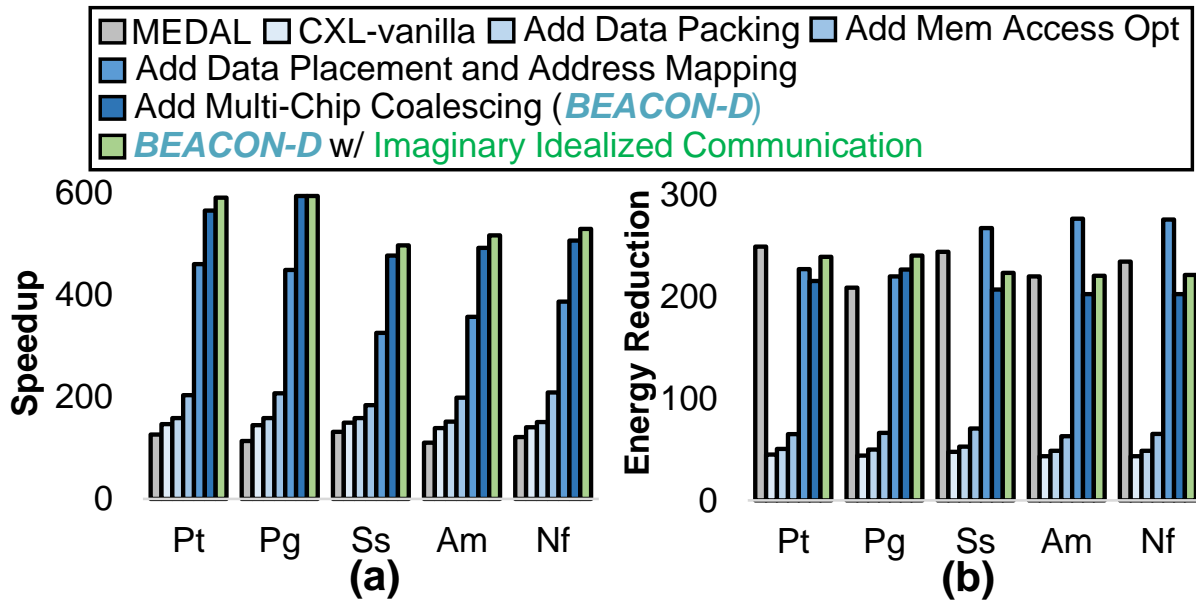 MEDAL CXL-vanilla Add Data Packing Add Mem Access Opt
Add Data Placement and Address Mapping
Add Multi-Chip Coalescing (BEACON-D)
BEACON-D w/ Imaginary Idealized Communication
Speedup
600
400
200
0
Pt Pg Ss Am Nf
(a)
Energy Reduction
300
200
100
0
Pt Pg Ss Am Nf
(b)